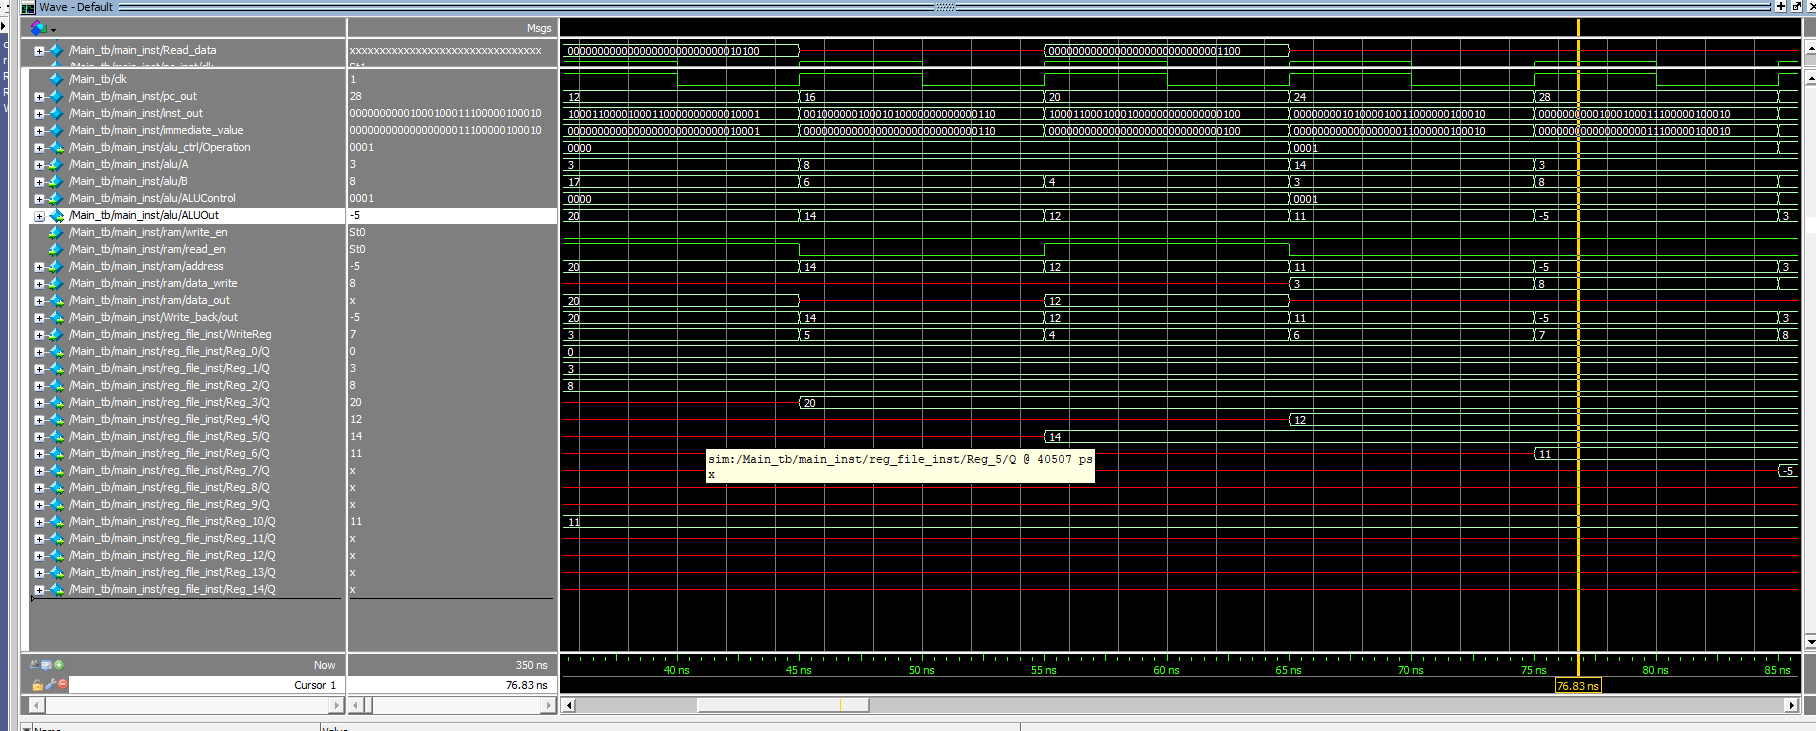 Wave - Default
Msgs
/Main_tb/main_inst/Read_data xxxxxxxxxxxxxxxxxxxxxxxxxxxxxxxx 00000000000000000000000000010100 00000000000000000000000000001100
/Main_tb/clk 1
/Main_tb/main_inst/pc_out 28 12 16 20 24 28
/Main_tb/main_inst/inst_out 00000000001000100011100000100010 10001100001000110000000000010001 00100000010001010000000000000110 10001100010001000000000000000100 00000000101000000011000000100010 00000000001000100011100000100010
/Main_tb/main_inst/immediate_value 00000000000000000011100000100010 00000000000000000000000000010001 00000000000000000000000000000110 00000000000000000000000000000100 00000000000000000011000000100010 00000000000000000011100000100010
/Main_tb/main_inst/alu_ctrl/Operation 0001 0000 0001
/Main_tb/main_inst/alu/A 3 3 8 14 3
/Main_tb/main_inst/alu/B 8 17 6 4 3 8
/Main_tb/main_inst/alu/ALUControl 0001 0000 0001
/Main_tb/main_inst/alu/ALUOut -5 20 14 12 11 -5 3
/Main_tb/main_inst/ram/write_en St0
/Main_tb/main_inst/ram/read_en St0
/Main_tb/main_inst/ram/address -5 20 14 12 11 -5 3
/Main_tb/main_inst/ram/data_write 8 3 8
/Main_tb/main_inst/ram/data_out x 20 12
/Main_tb/main_inst/Write_back/out -5 20 14 12 11 -5 3
/Main_tb/main_inst/reg_file_inst/WriteReg 7 3 5 4 6 7 8
/Main_tb/main_inst/reg_file_inst/Reg_0/Q 0 0
/Main_tb/main_inst/reg_file_inst/Reg_1/Q 3 3
/Main_tb/main_inst/reg_file_inst/Reg_2/Q 8 8
/Main_tb/main_inst/reg_file_inst/Reg_3/Q 20 20
/Main_tb/main_inst/reg_file_inst/Reg_4/Q 12 12
/Main_tb/main_inst/reg_file_inst/Reg_5/Q 14 14
/Main_tb/main_inst/reg_file_inst/Reg_6/Q 11 11
sim:/Main_tb/main_inst/reg_file_inst/Reg_5/Q @ 40507 ps
x
/Main_tb/main_inst/reg_file_inst/Reg_7/Q x -5
/Main_tb/main_inst/reg_file_inst/Reg_8/Q x
/Main_tb/main_inst/reg_file_inst/Reg_9/Q x
/Main_tb/main_inst/reg_file_inst/Reg_10/Q 11 11
/Main_tb/main_inst/reg_file_inst/Reg_11/Q x
/Main_tb/main_inst/reg_file_inst/Reg_12/Q x
/Main_tb/main_inst/reg_file_inst/Reg_13/Q x
/Main_tb/main_inst/reg_file_inst/Reg_14/Q x
Now 350 ns 40 ns 45 ns 50 ns 55 ns 60 ns 65 ns 70 ns 75 ns 80 ns 85 ns
Cursor 1 76.83 ns 76.83 ns